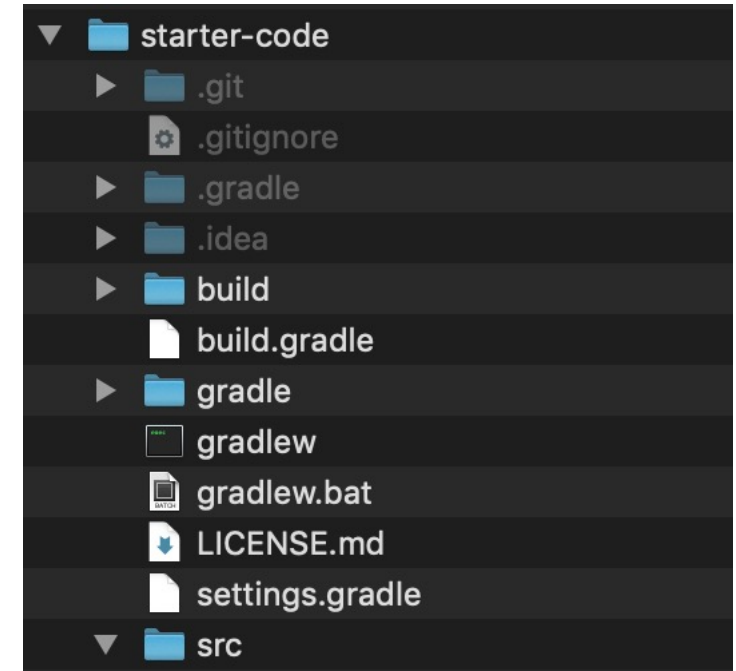 starter-code
.git
.gitignore
.gradle
.idea
build
build.gradle
gradle
gradlew
gradlew.bat
LICENSE.md
settings.gradle
src